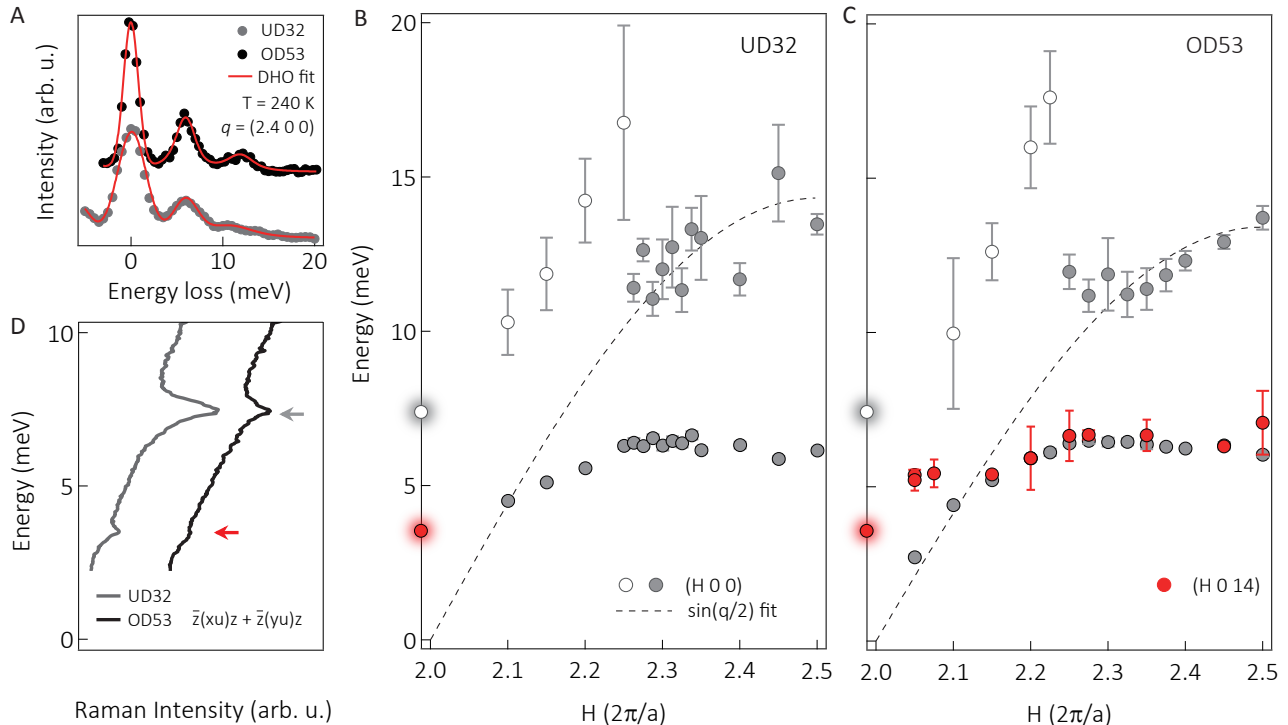 A
UD32
OD53
DHO fit
T = 240 K
q = (2.4 0 0)
Intensity (arb. u.)
0
20
Energy loss (meV)
D
10
5
0
Energy (meV)
UD32
OD53
z̄(xu)z + z̄(yu)z
Raman Intensity (arb. u.)
B
UD32
20
15
10
5
0
Energy (meV)
(H 0 0)
sin(q/2) fit
2.0
2.1
2.2
2.3
2.4
2.5
H (2π/a)
C
OD53
(H 0 14)
2.0
2.1
2.2
2.3
2.4
2.5
H (2π/a)